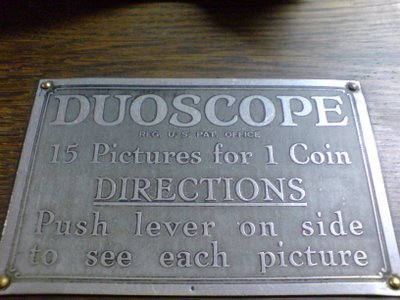 DUOSCOPE
REG. U.S. PAT. OFFICE
15 Pictures for 1 Coin
DIRECTIONS
Push lever on side
to see each picture